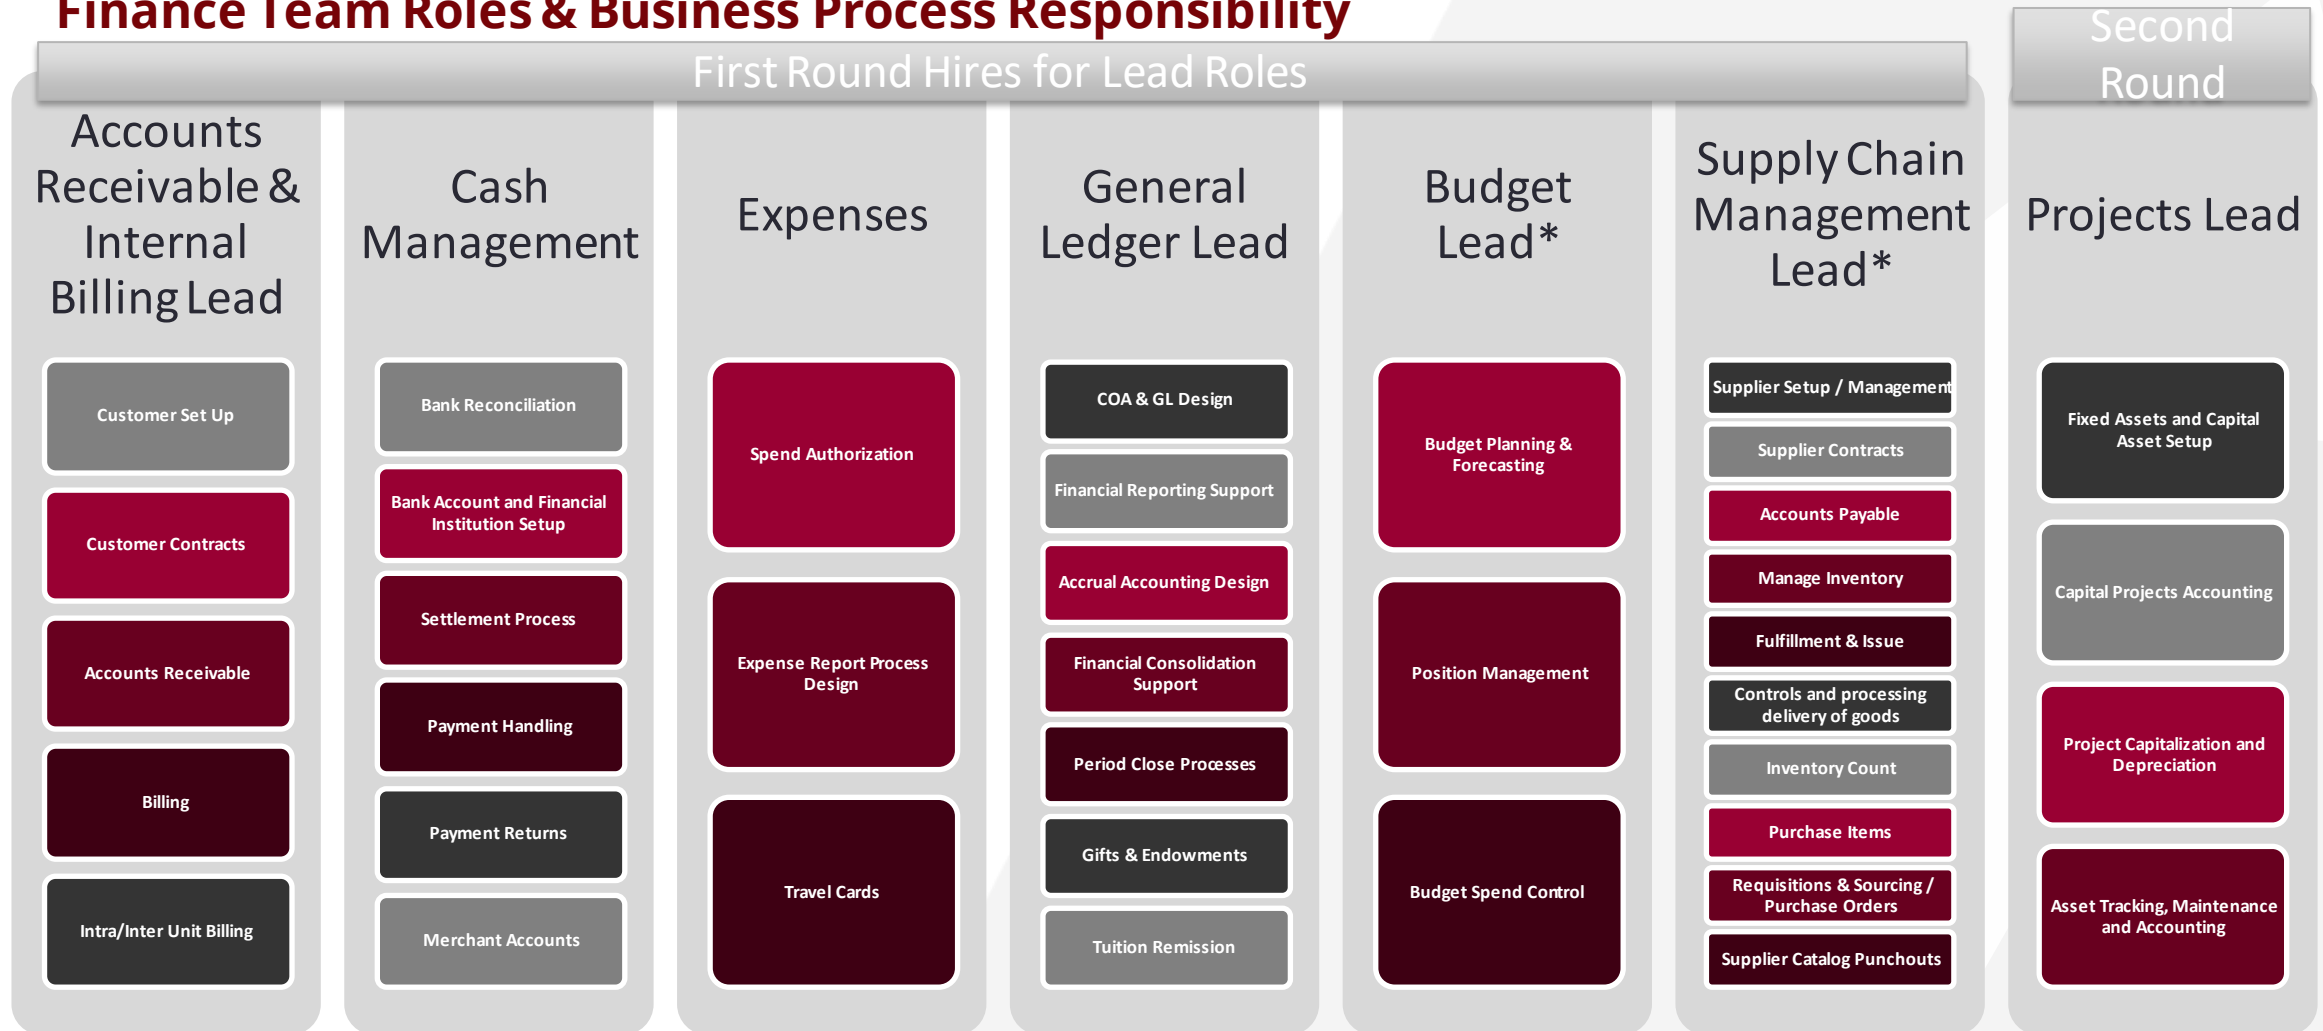 Finance Team Roles & Business Process Responsibility
First Round Hires for Lead Roles
Second
Round
Accounts
Receivable &
Internal
Billing Lead
Customer Set Up
Customer Contracts
Accounts Receivable
Billing
Intra/Inter Unit Billing
Cash
Management
Bank Reconciliation
Bank Account and Financial
Institution Setup
Settlement Process
Payment Handling
Payment Returns
Merchant Accounts
Expenses
Spend Authorization
Expense Report Process
Design
Travel Cards
General
Ledger Lead
COA & GL Design
Financial Reporting Support
Accrual Accounting Design
Financial Consolidation
Support
Period Close Processes
Gifts & Endowments
Tuition Remission
Budget
Lead*
Budget Planning &
Forecasting
Position Management
Budget Spend Control
Supply Chain
Management
Lead*
Supplier Setup / Management
Supplier Contracts
Accounts Payable
Manage Inventory
Fulfillment & Issue
Controls and processing
delivery of goods
Inventory Count
Purchase Items
Requisitions & Sourcing /
Purchase Orders
Supplier Catalog Punchouts
Projects Lead
Fixed Assets and Capital
Asset Setup
Capital Projects Accounting
Project Capitalization and
Depreciation
Asset Tracking, Maintenance
and Accounting